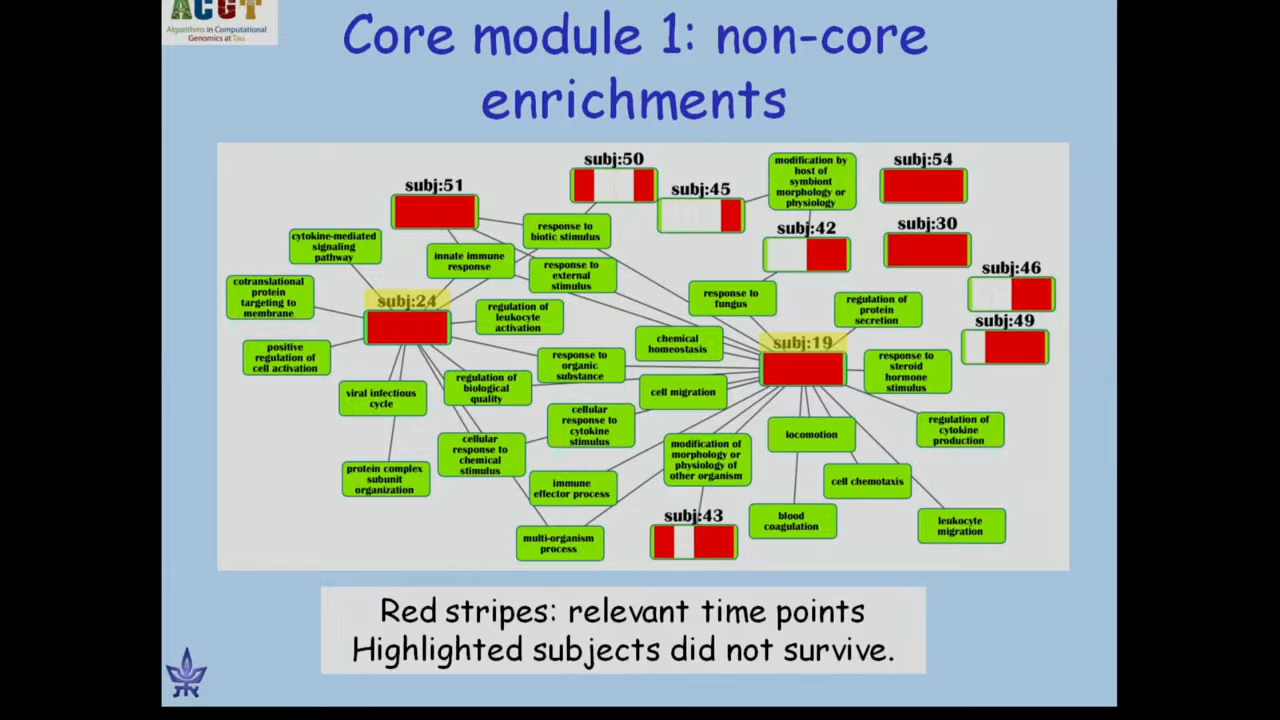 ACGT
Algorithms in Computational
Genomics at Tau
Core module 1: non-core
enrichments
subj:50
subj:54
modification by
host of
symbiont
morphology or
physiology
subj:51
subj:45
subj:42
subj:30
cytokine-mediated
signaling
pathway
response to
biotic stimulus
innate immune
response
response to
external
stimulus
subj:46
cotranslational
protein
targeting to
membrane
subj:24
regulation of
leukocyte
activation
response to
fungus
regulation of
protein
secretion
subj:49
positive
regulation of
cell activation
chemical
homeostasis
subj:19
response to
organic
substance
response to
steroid
hormone
stimulus
viral infectious
cycle
regulation of
biological
quality
cell migration
cellular
response to
cytokine
stimulus
locomotion
regulation of
cytokine
production
cellular
response to
chemical
stimulus
modification of
morphology or
physiology of
other organism
protein complex
subunit
organization
immune
effector process
cell chemotaxis
subj:43
blood
coagulation
leukocyte
migration
multi-organism
process
Red stripes: relevant time points
Highlighted subjects did not survive.